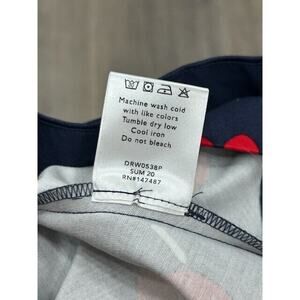 Machine wash cold
with like colors
Tumble dry low
Cool iron
Do not bleach
DRW0538P
SUM 20
RN#147487